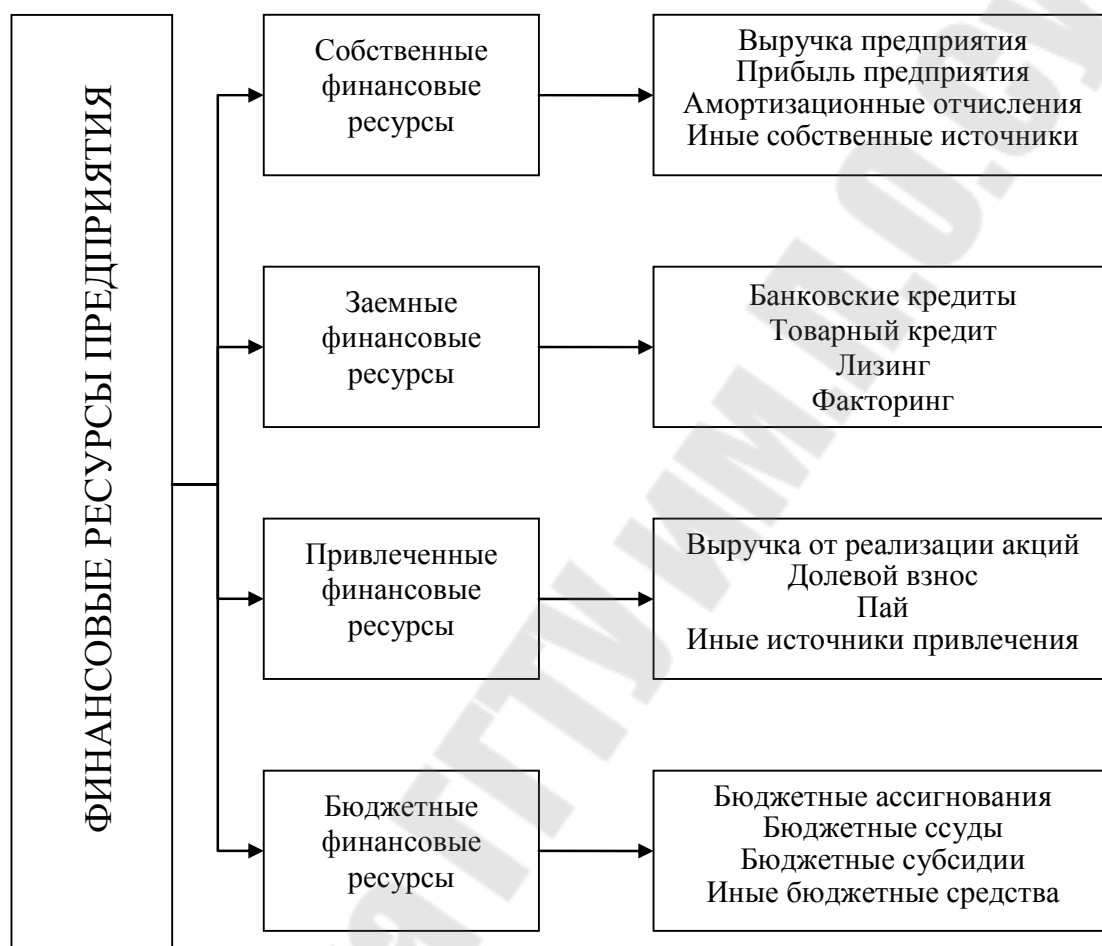 ФИНАНСОВЫЕ РЕСУРСЫ ПРЕДПРИЯТИЯ
Собственные
финансовые
ресурсы
Выручка предприятия
Прибыль предприятия
Амортизационные отчисления
Иные собственные источники
Заемные
финансовые
ресурсы
Банковские кредиты
Товарный кредит
Лизинг
Факторинг
Привлеченные
финансовые
ресурсы
Выручка от реализации акций
Долевой взнос
Пай
Иные источники привлечения
Бюджетные
финансовые
ресурсы
Бюджетные ассигнования
Бюджетные ссуды
Бюджетные субсидии
Иные бюджетные средства
ГГТУ им. П.О.